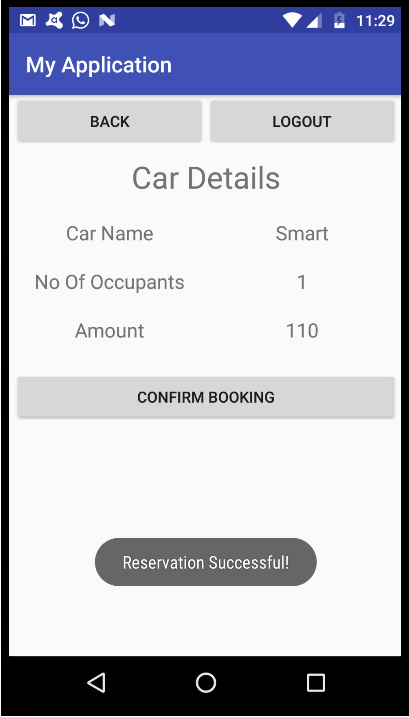 11:29
My Application
BACK LOGOUT
Car Details
Car Name Smart
No Of Occupants 1
Amount 110
CONFIRM BOOKING
Reservation Successful!